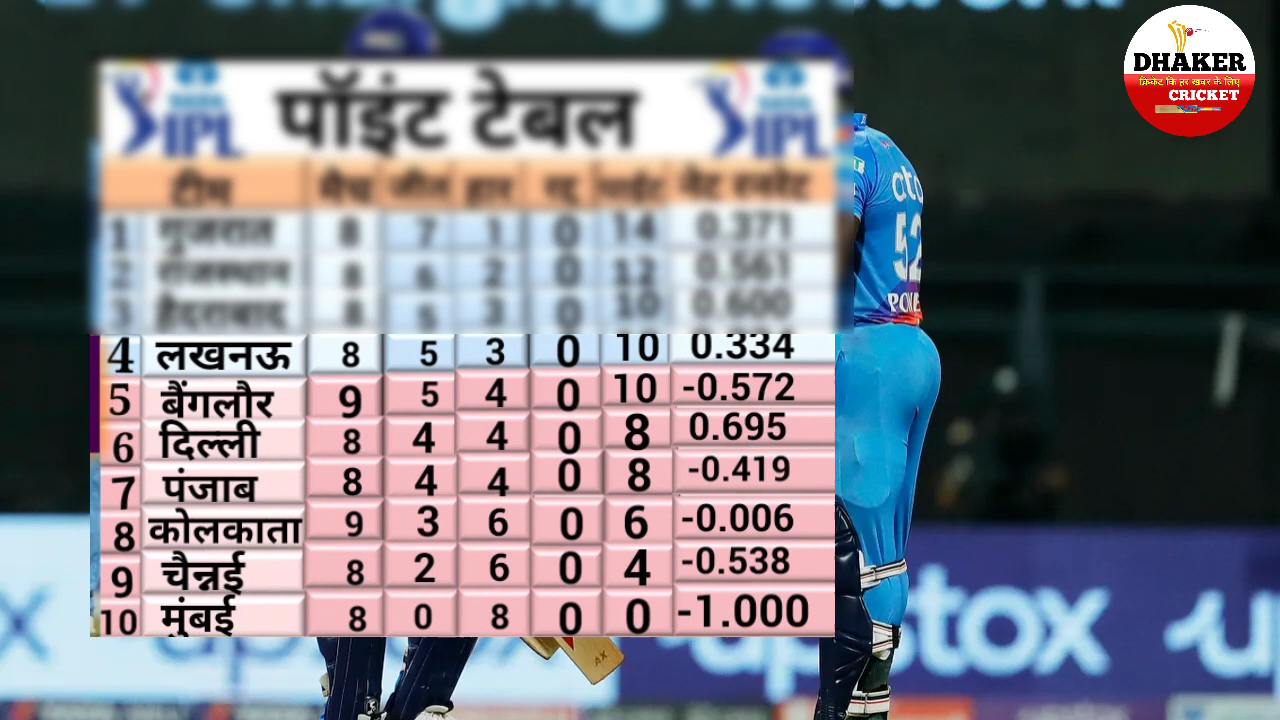 DHAKER
क्रिकेट कि हर खबर के लिए
CRICKET
IPL पॉइंट टेबल IPL
टीम मैच जीत हार रद्द पाईंट नेट रनरेट
1 गुजरात 8 7 1 0 14 0.371
2 राजस्थान 8 6 2 0 12 0.561
3 हैदराबाद 8 5 3 0 10 0.600
4 लखनऊ 8 5 3 0 10 0.334
5 बैंगलौर 9 5 4 0 10 -0.572
6 दिल्ली 8 4 4 0 8 0.695
7 पंजाब 8 4 4 0 8 -0.419
8 कोलकाता 9 3 6 0 6 -0.006
9 चैन्नई 8 2 6 0 4 -0.538
10 मुंबई 8 0 8 0 0 -1.000
52
upstox
AX